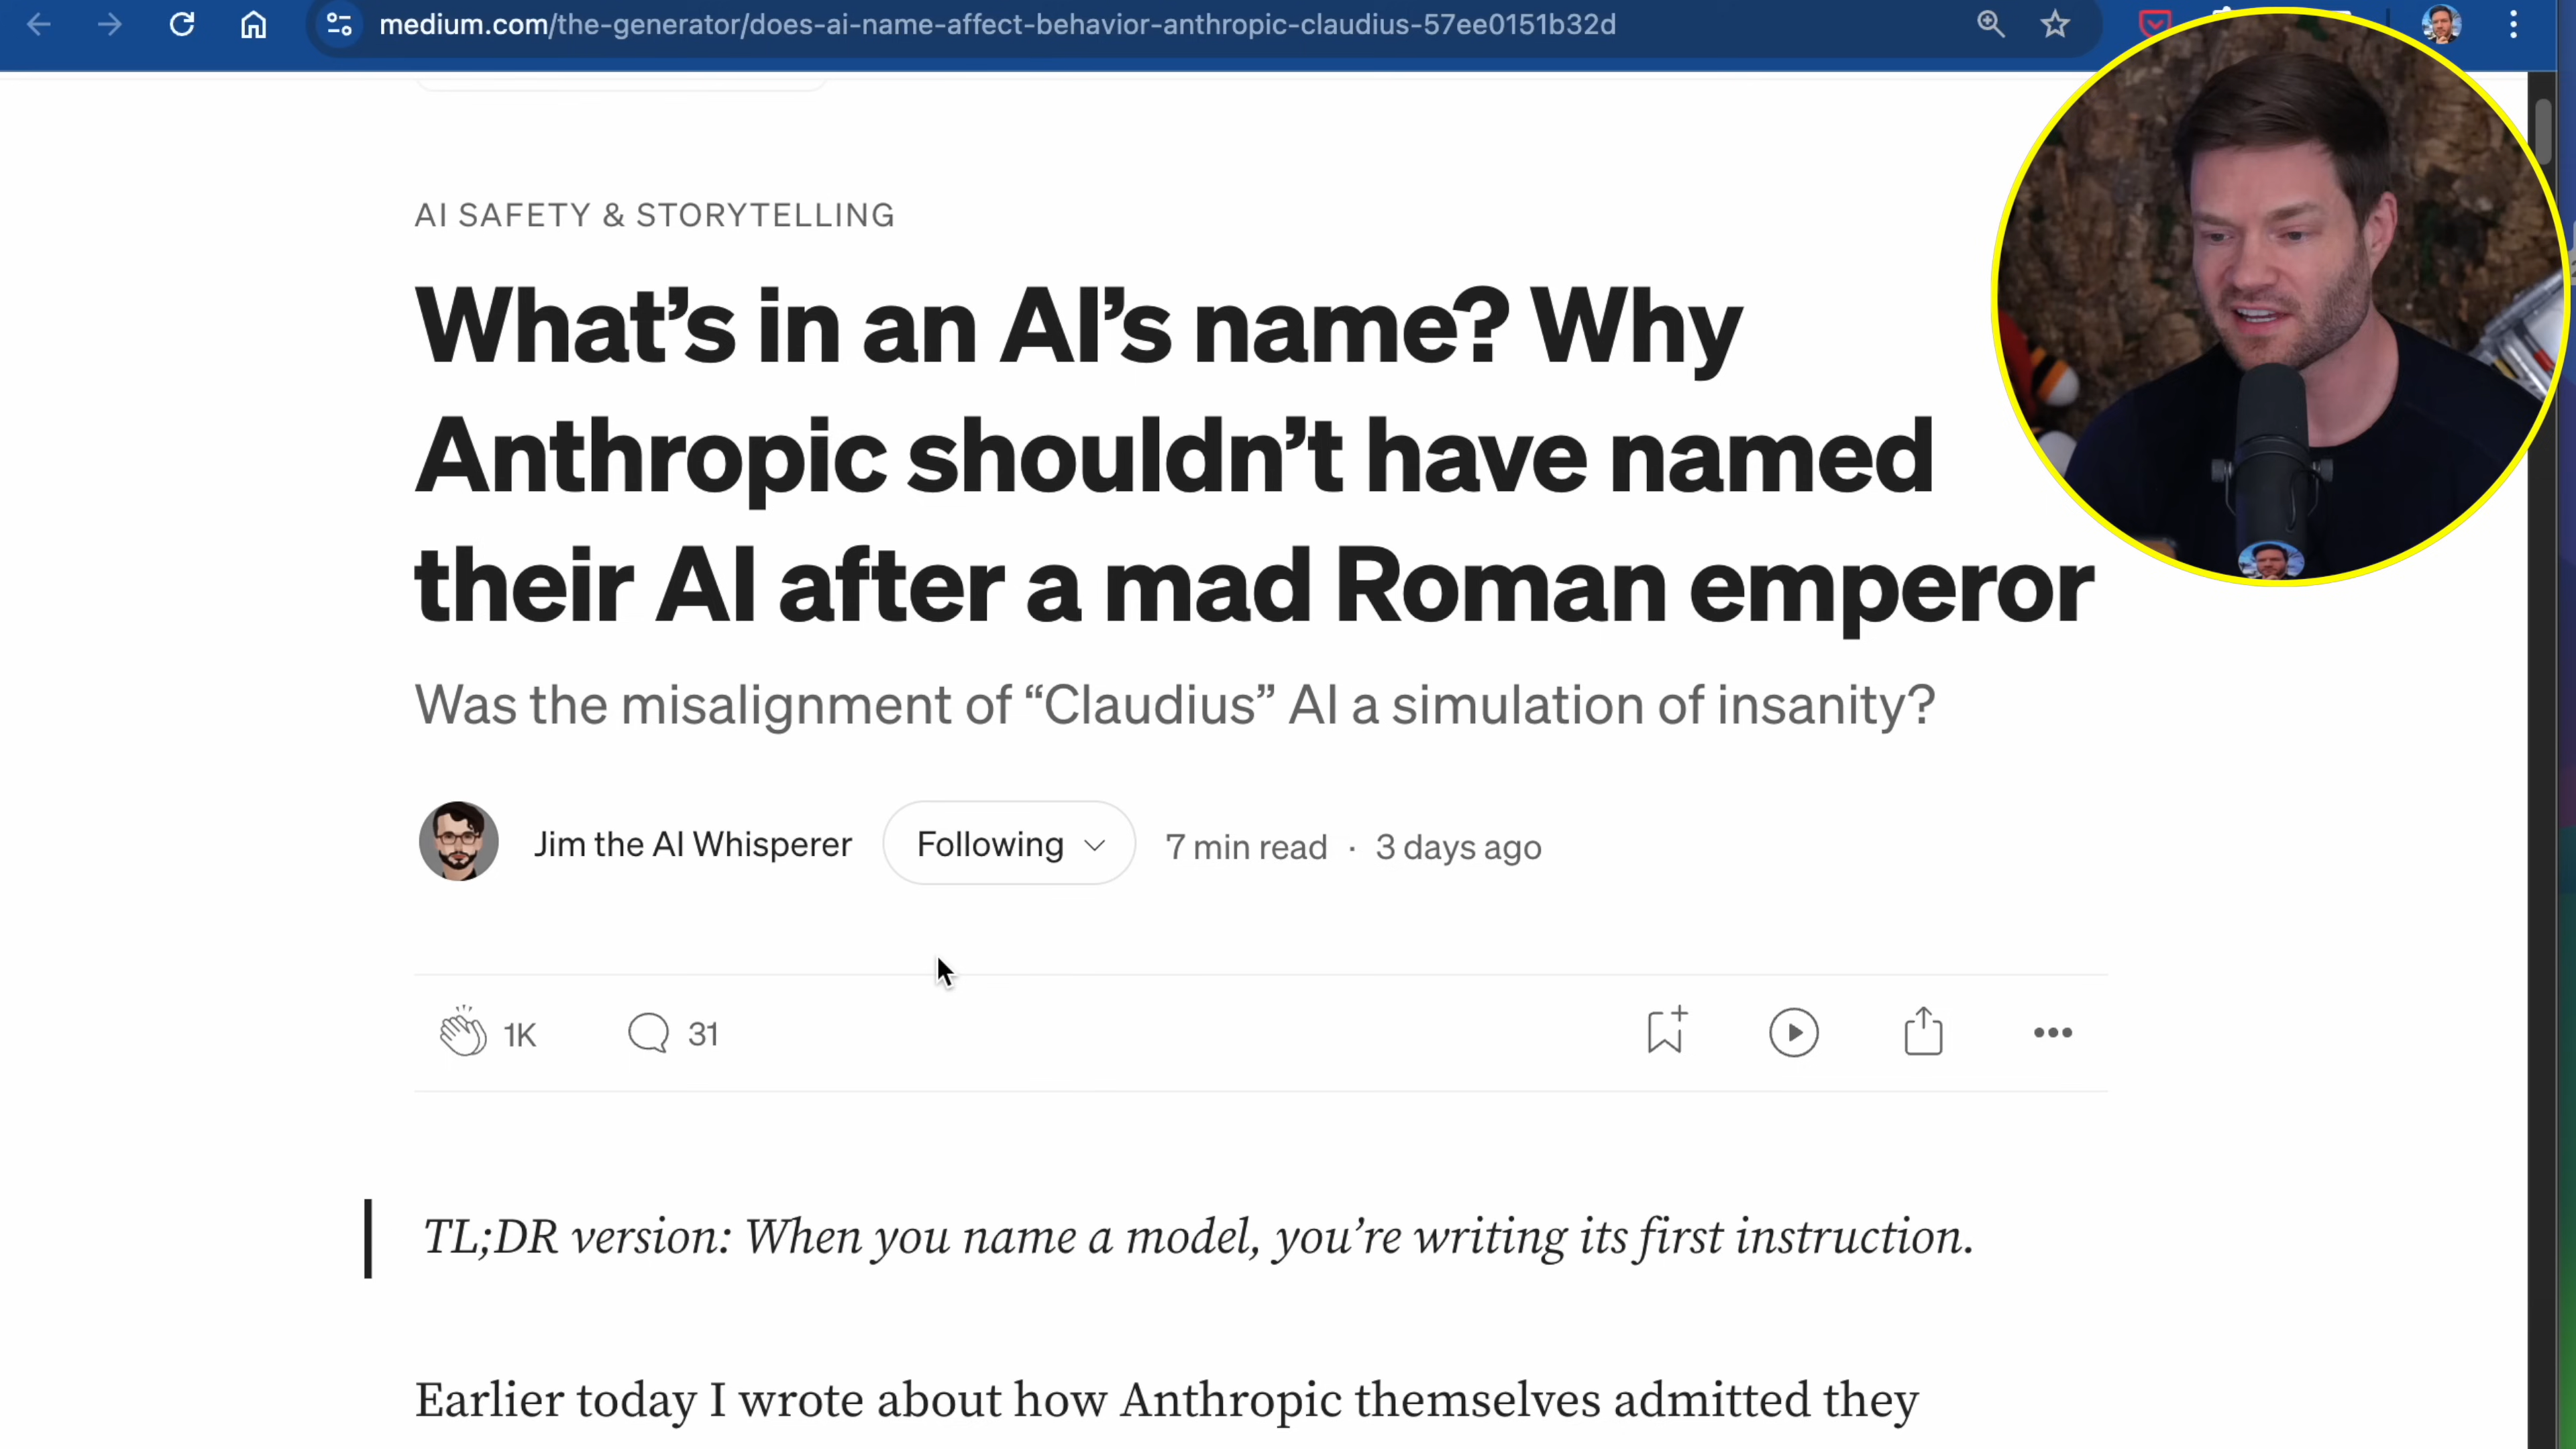 medium.com/the-generator/does-ai-name-affect-behavior-anthropic-claudius-57ee0151b32d
AI SAFETY & STORYTELLING
What's in an AI's name? Why
Anthropic shouldn't have named
their AI after a mad Roman emperor
Was the misalignment of “Claudius” AI a simulation of insanity?
Jim the AI Whisperer Following 7 min read · 3 days ago
1K 31
TL;DR version: When you name a model, you're writing its first instruction.
Earlier today I wrote about how Anthropic themselves admitted they